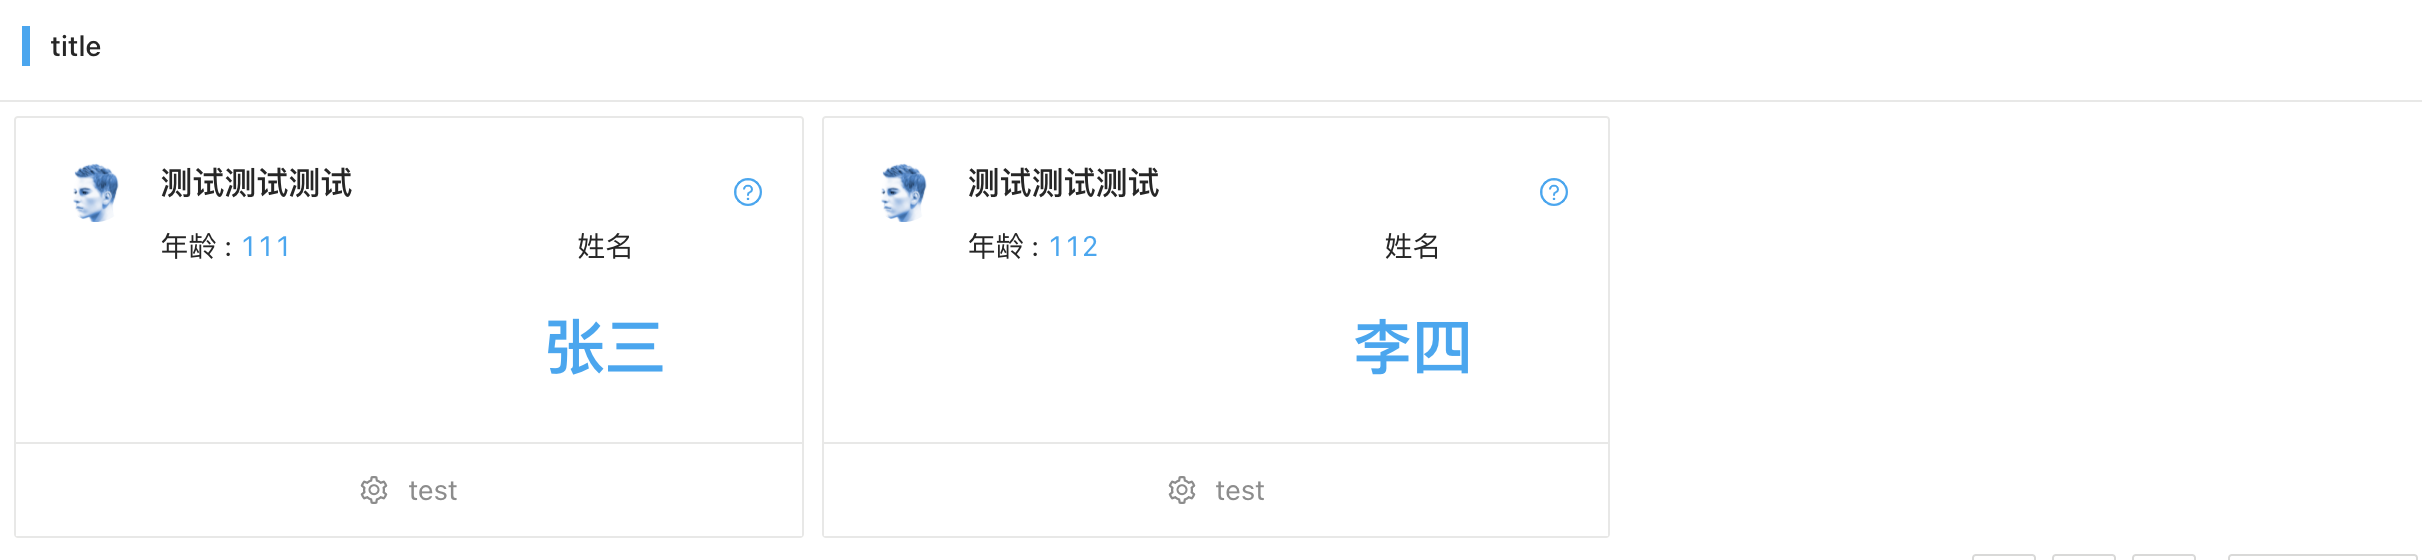 title
测试测试测试
年龄 : 111
姓名
张三
test
测试测试测试
年龄 : 112
姓名
李四
test